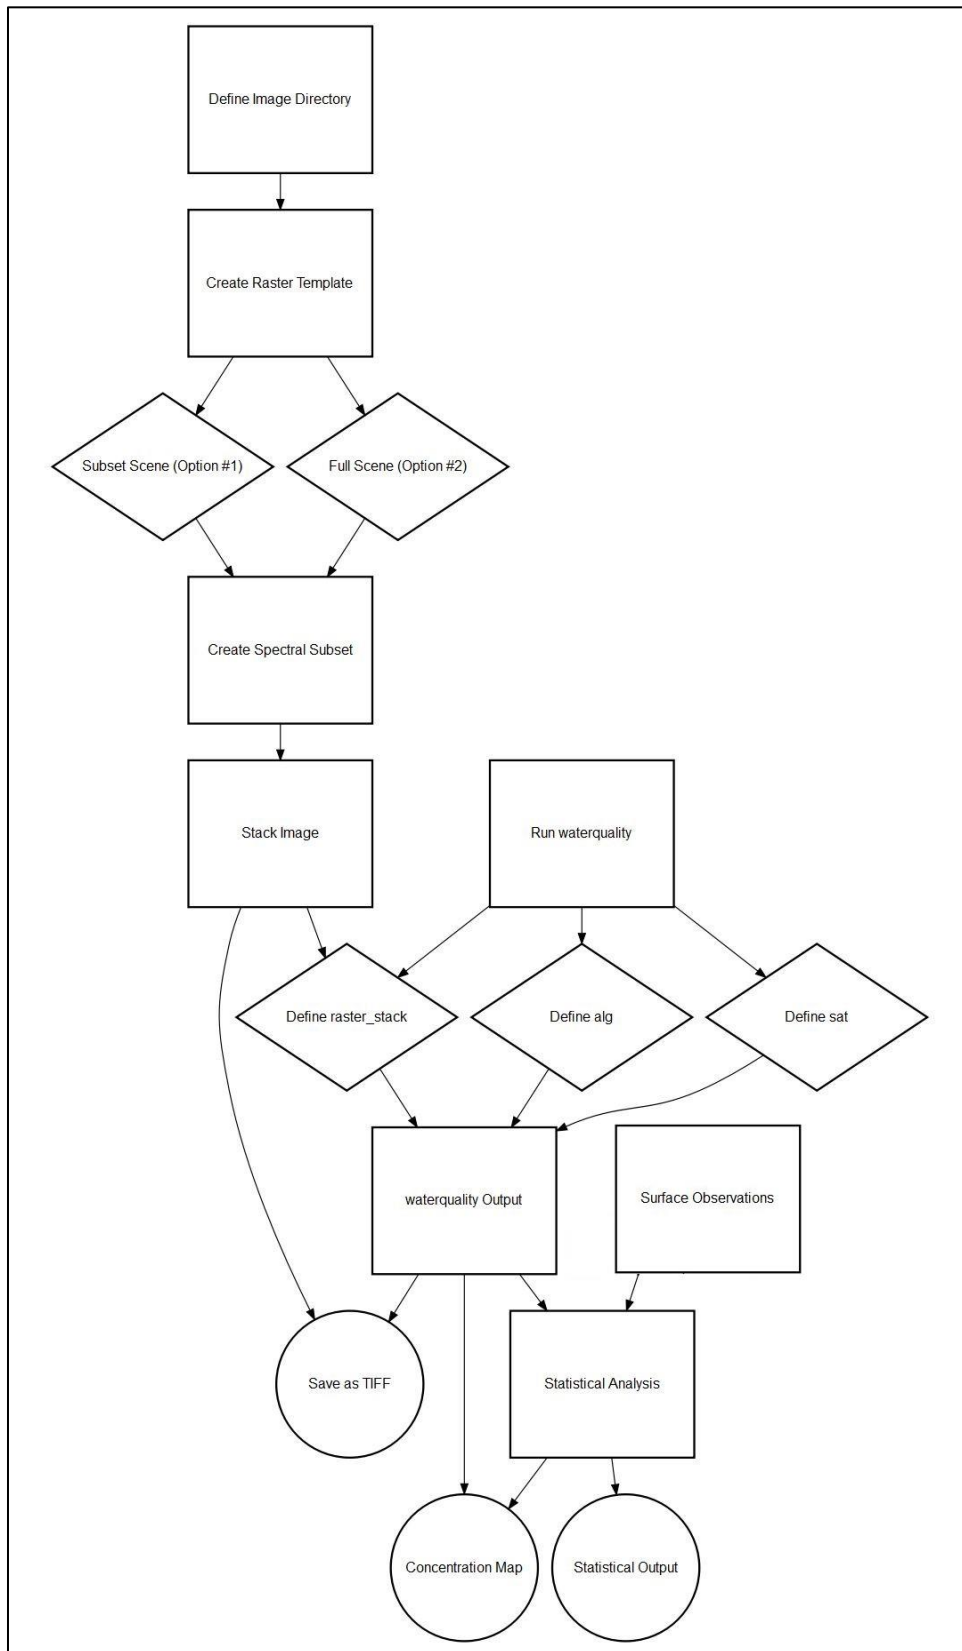 Define Image Directory
Create Raster Template
Subset Scene (Option #1)
Full Scene (Option #2)
Create Spectral Subset
Stack Image
Run waterquality
Define raster_stack
Define alg
Define sat
waterquality Output
Surface Observations
Save as TIFF
Statistical Analysis
Concentration Map
Statistical Output